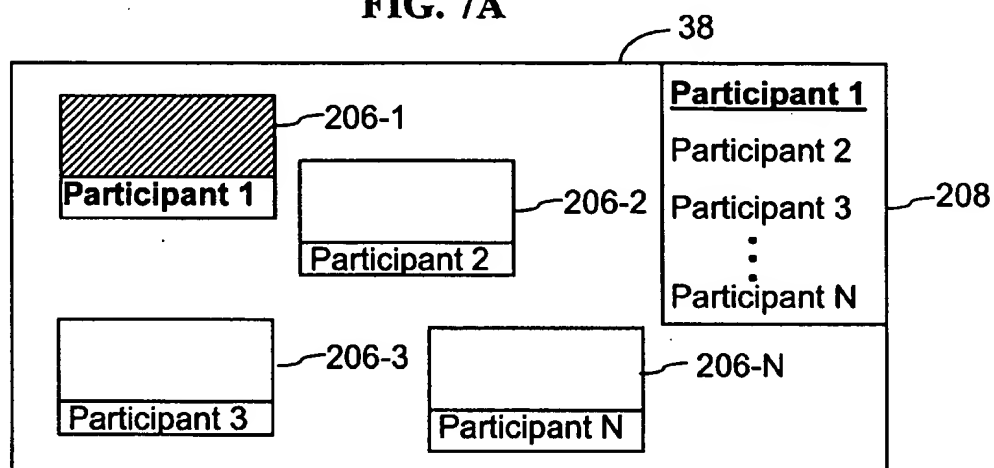 FIG. 7A
38
Participant 1
206-1
Participant 1
Participant 2
206-2
Participant 2
Participant 3
208
Participant N
206-3
Participant 3
206-N
Participant N